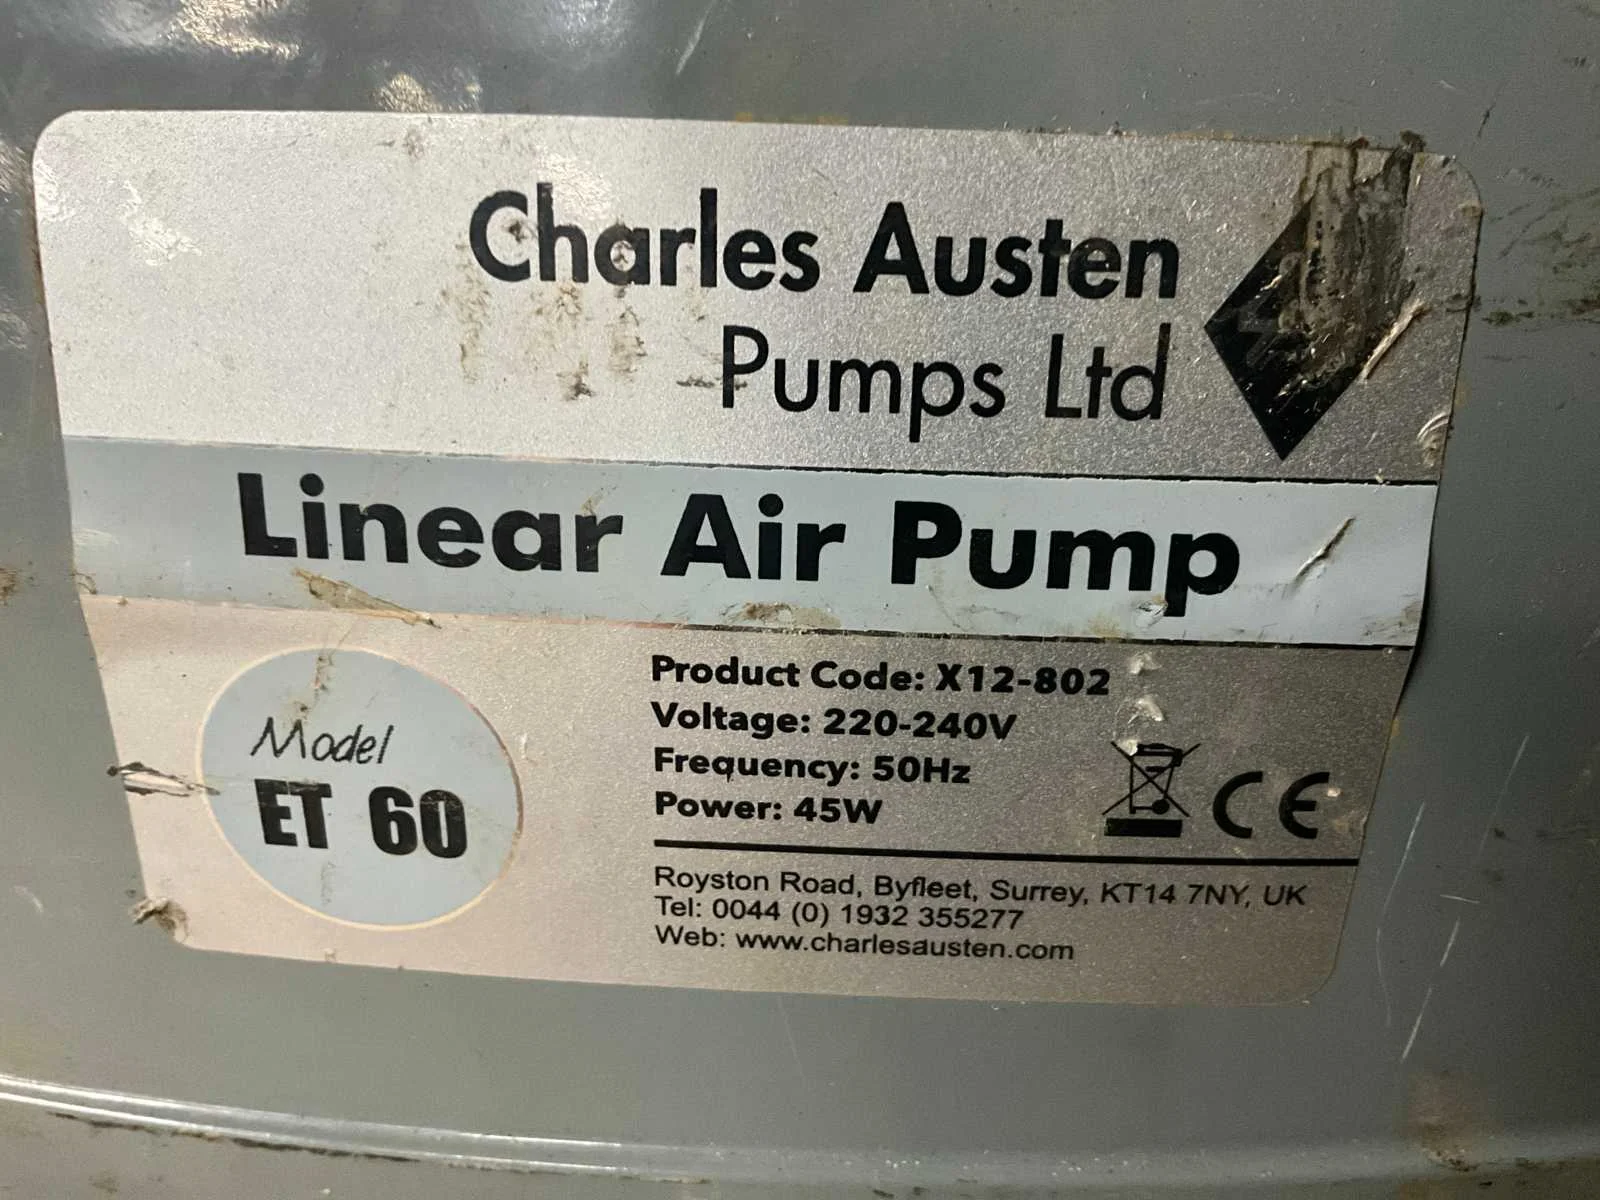 Charles Austen
Pumps Ltd
Linear Air Pump
Model
ET 60
Product Code: X12-802
Voltage: 220-240V
Frequency: 50Hz
Power: 45W
CE
Royston Road, Byfleet, Surrey, KT14 7NY, UK
Tel: 0044 (0) 1932 355277
Web: www.charlesausten.com